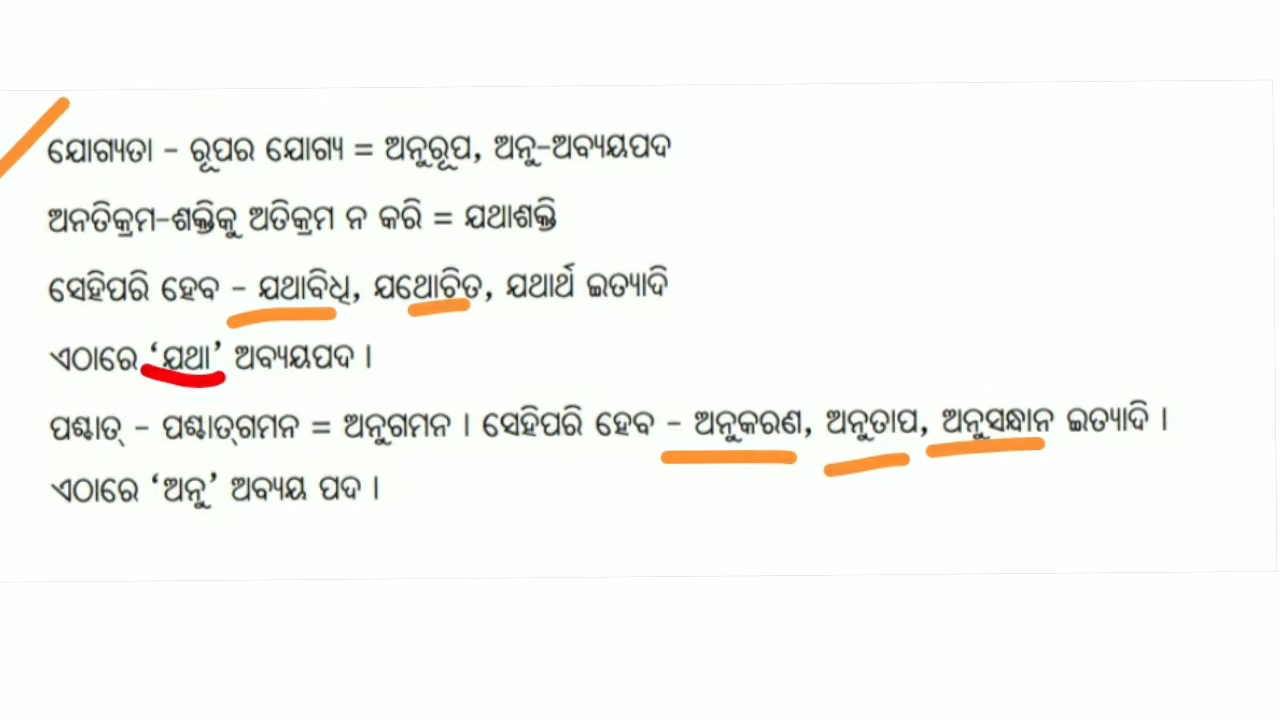 ଯୋଗ୍ୟତା - ରୂପର ଯୋଗ୍ୟ = ଅନୁରୂପ, ଅନୁ-ଅବ୍ୟୟପଦ
ଅନତିକ୍ରମ-ଶକ୍ତିକୁ ଅତିକ୍ରମ ନ କରି = ଯଥାଶକ୍ତି
ସେହିପରି ହେବ - ଯଥାବିଧି, ଯଥୋଚିତ, ଯଥାର୍ଥ ଇତ୍ୟାଦି
ଏଠାରେ ‘ଯଥା’ ଅବ୍ୟୟପଦ ।
ପଶ୍ଚାତ୍ - ପଶ୍ଚାତ୍‌ଗମନ = ଅନୁଗମନ । ସେହିପରି ହେବ - ଅନୁକରଣ, ଅନୁତାପ, ଅନୁସନ୍ଧାନ ଇତ୍ୟାଦି ।
ଏଠାରେ ‘ଅନୁ’ ଅବ୍ୟୟ ପଦ ।